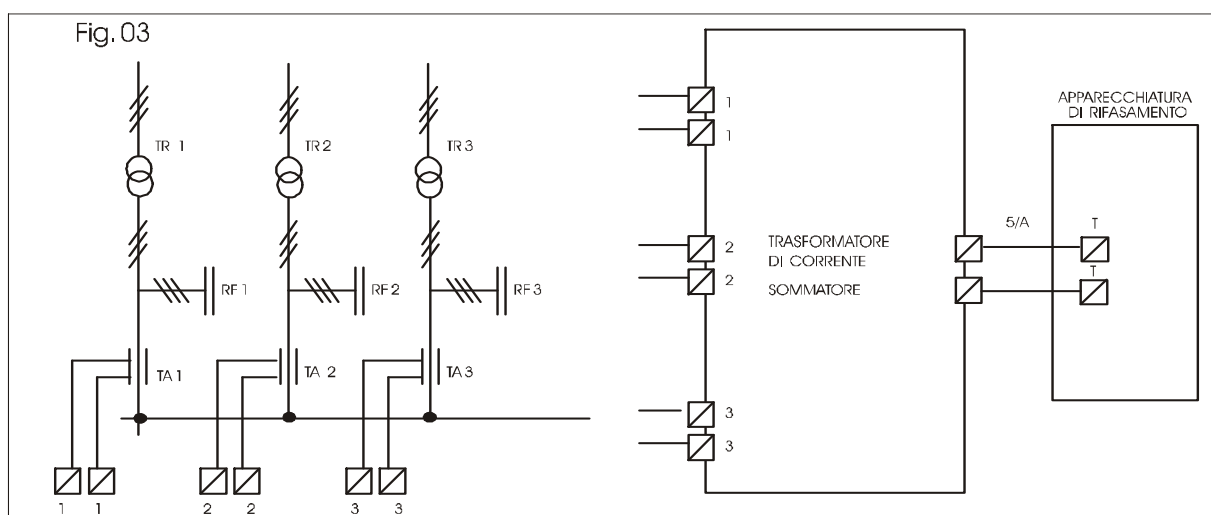 Fig. 03
TR 1
TR 2
TR 3
RF 1
RF 2
RF 3
TA 1
TA 2
TA 3
1 1 2 2 3 3
1
1
2
2
3
3
TRASFORMATORE
DI CORRENTE
SOMMATORE
5/A
APPARECCHIATURA
DI RIFASAMENTO
T
T